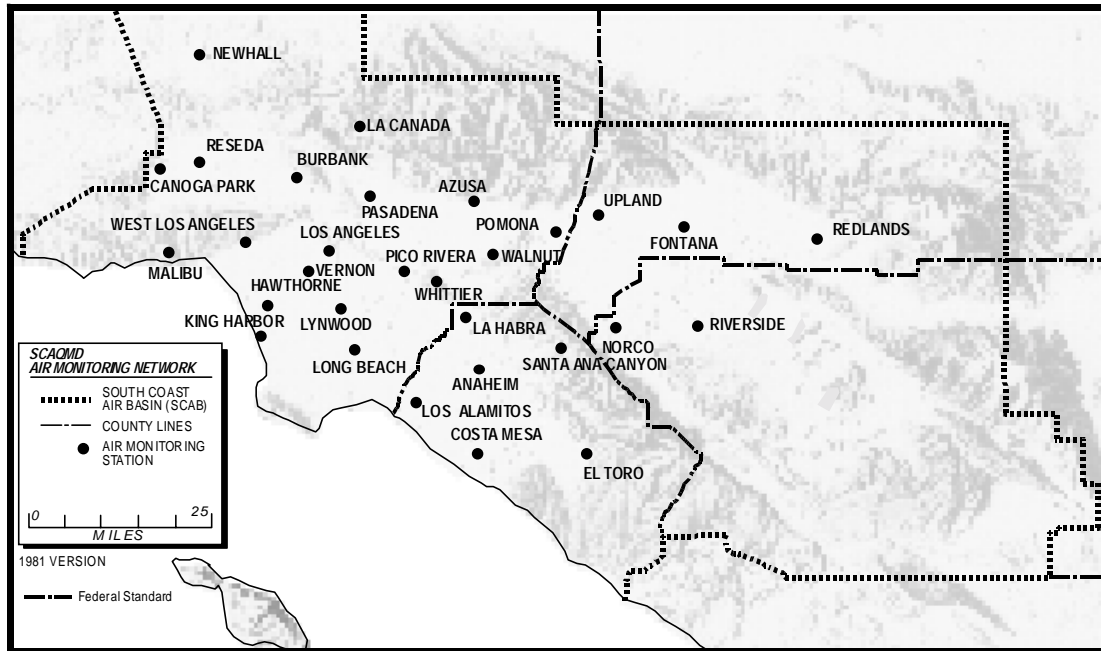 NEWHALL
LA CANADA
RESEDA
BURBANK
CANOGA PARK
AZUSA
PASADENA
UPLAND
WEST LOS ANGELES
POMONA
LOS ANGELES
FONTANA
REDLANDS
PICO RIVERA
WALNUT
MALIBU
VERNON
HAWTHORNE
WHITTIER
KING HARBOR
LYNWOOD
LA HABRA
RIVERSIDE
NORCO
LONG BEACH
SANTA ANA CANYON
ANAHEIM
LOS ALAMITOS
COSTA MESA
EL TORO
SCAQMD
AIR MONITORING NETWORK
SOUTH COAST
AIR BASIN (SCAB)
COUNTY LINES
AIR MONITORING
STATION
0 25
MILES
1981 VERSION
Federal Standard